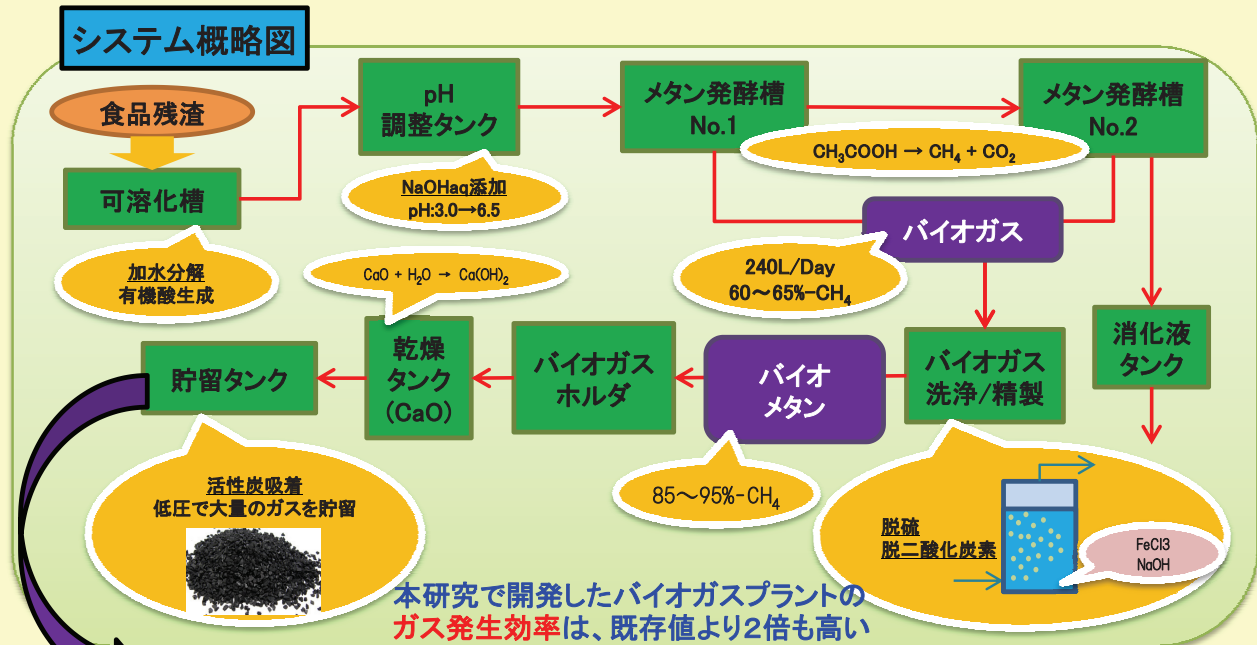 システム概略図
食品残渣
可溶化槽
加水分解
有機酸生成
pH
調整タンク
NaOHaq添加
pH:3.0→6.5
メタン発酵槽
No.1
メタン発酵槽
No.2
CH₃COOH → CH₄ + CO₂
バイオガス
240L/Day
60～65%-CH₄
消化液
タンク
バイオガス
洗浄/精製
脱硫
脱二酸化炭素
FeCl3
NaOH
バイオ
メタン
85～95%-CH₄
バイオガス
ホルダ
乾燥
タンク
(CaO)
CaO + H₂O → Ca(OH)₂
貯留タンク
活性炭吸着
低圧で大量のガスを貯留
本研究で開発したバイオガスプラントの
ガス発生効率は、既存値より2倍も高い